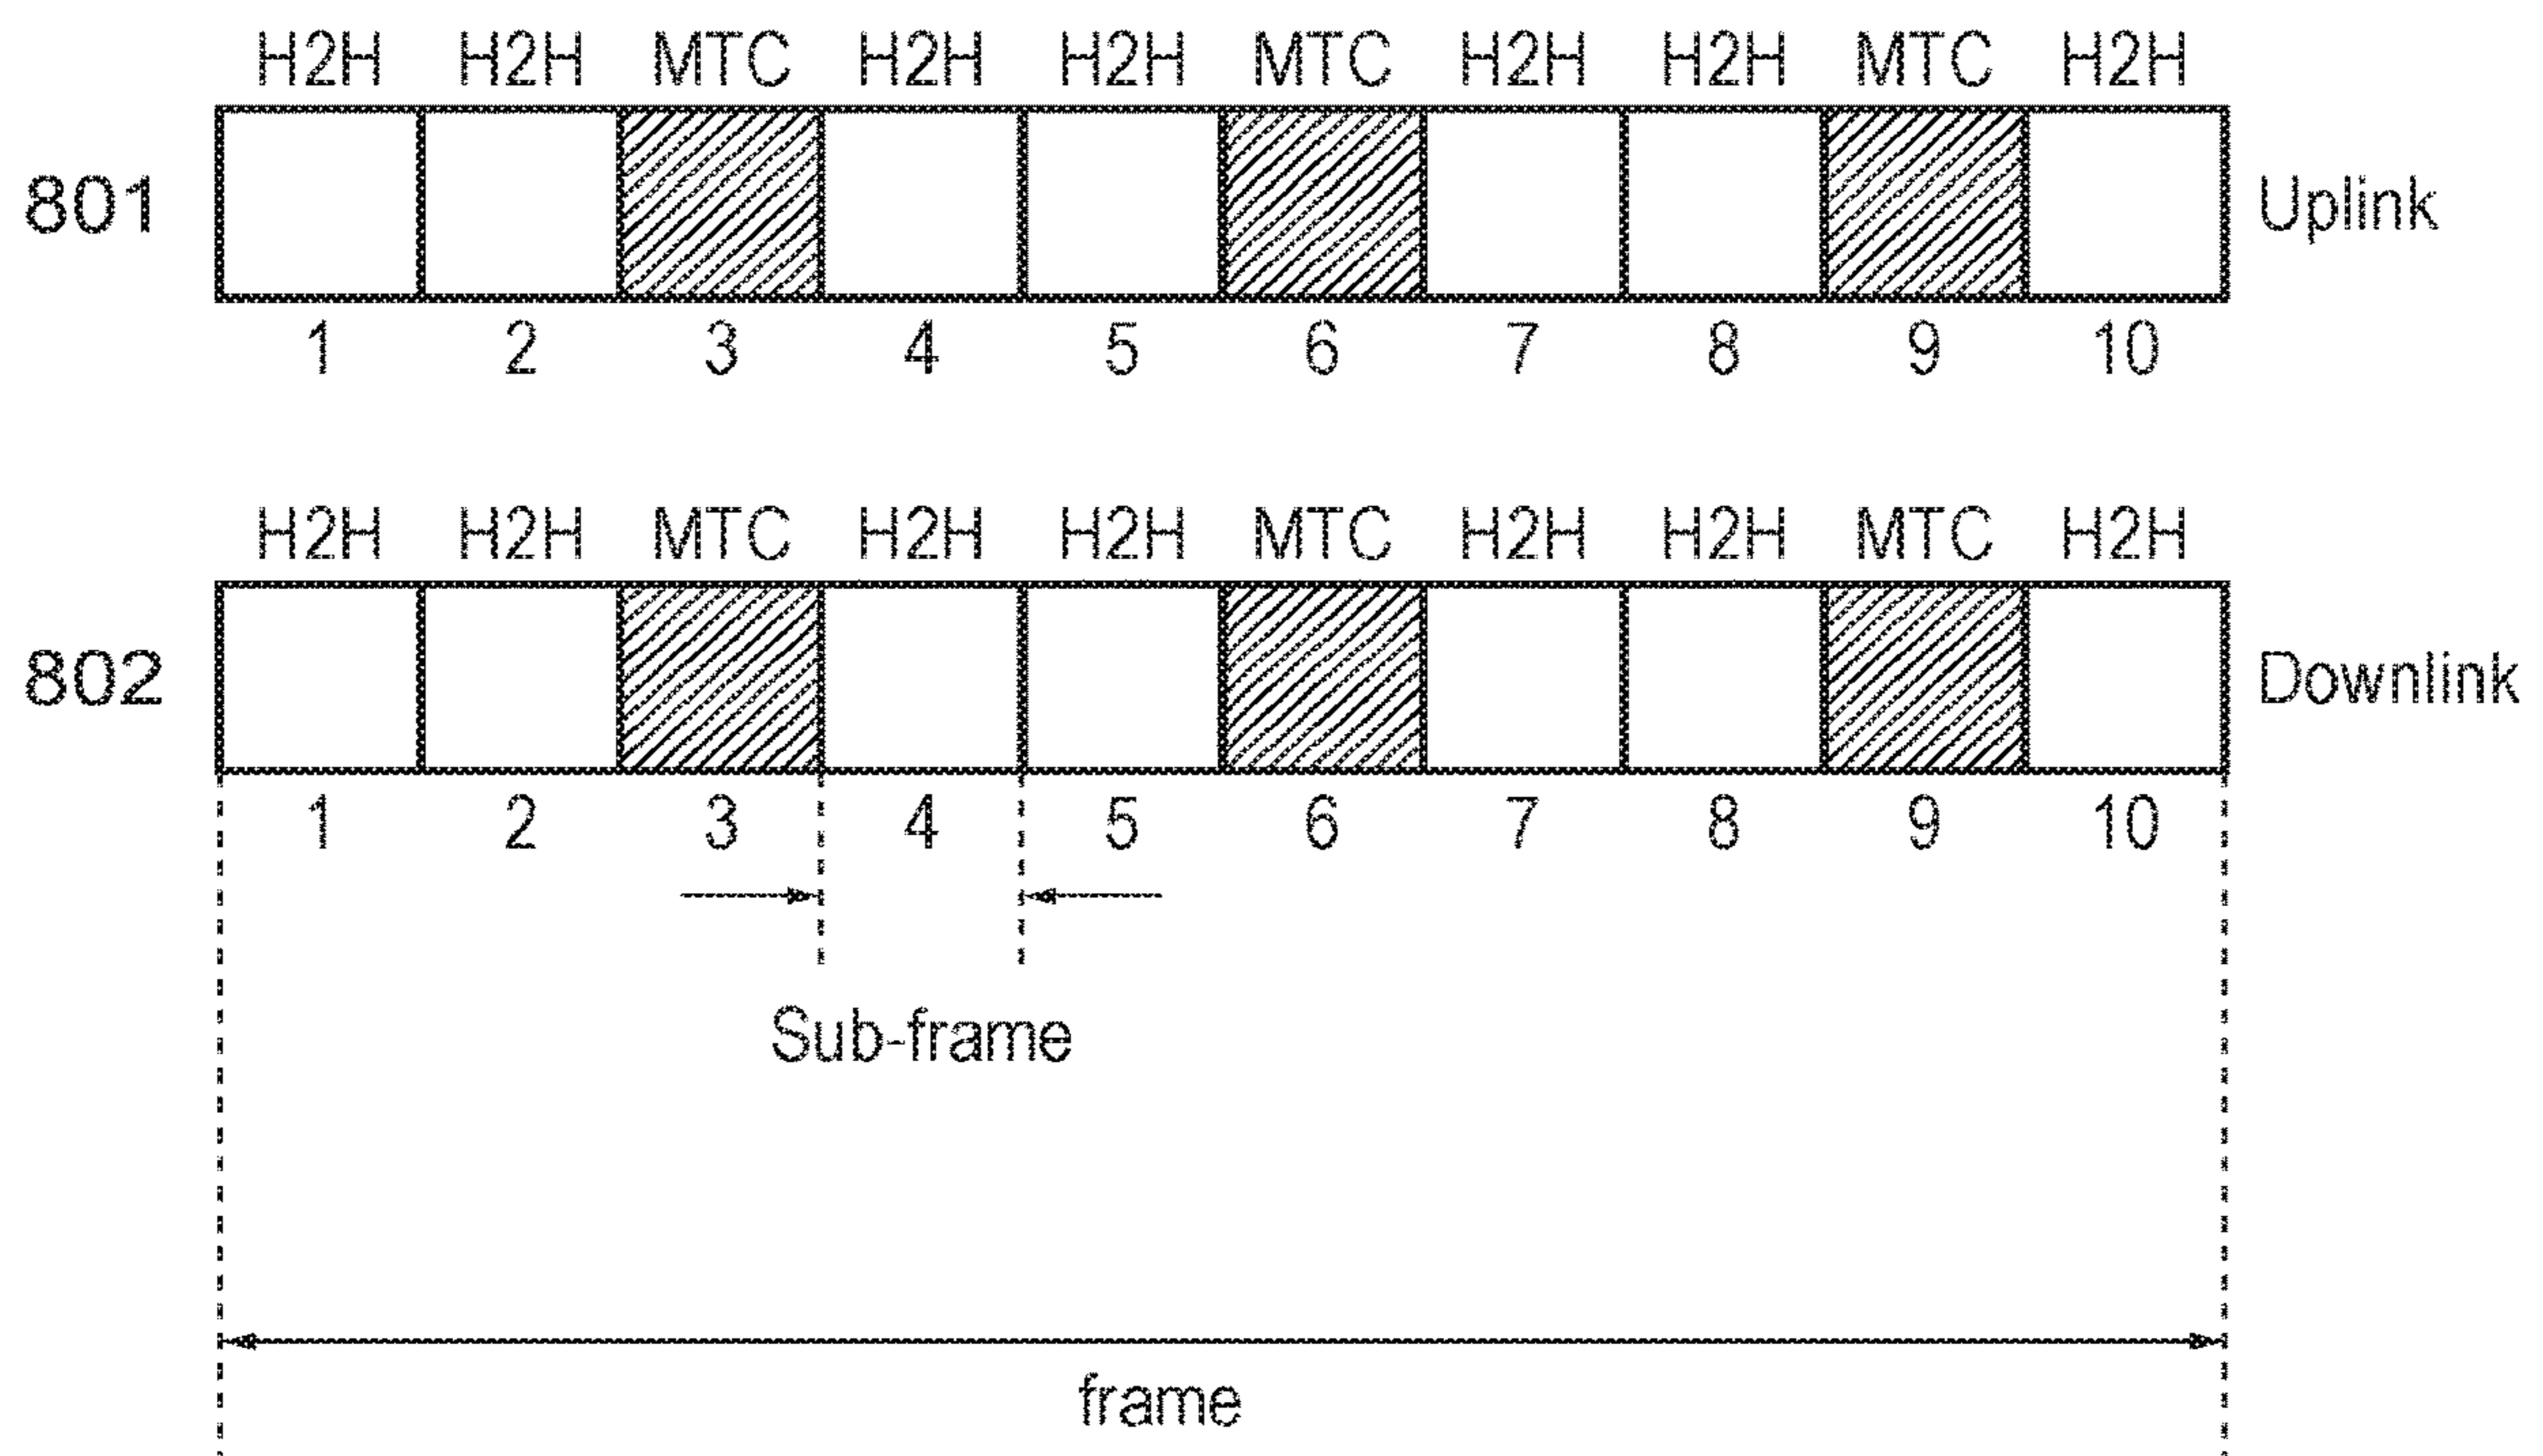 H2H H2H MTC H2H H2H MTC H2H H2H MTC H2H
801 Uplink
1 2 3 4 5 6 7 8 9 10
H2H H2H MTC H2H H2H MTC H2H H2H MTC H2H
802 Downlink
1 2 3 4 5 6 7 8 9 10
Sub-frame
frame